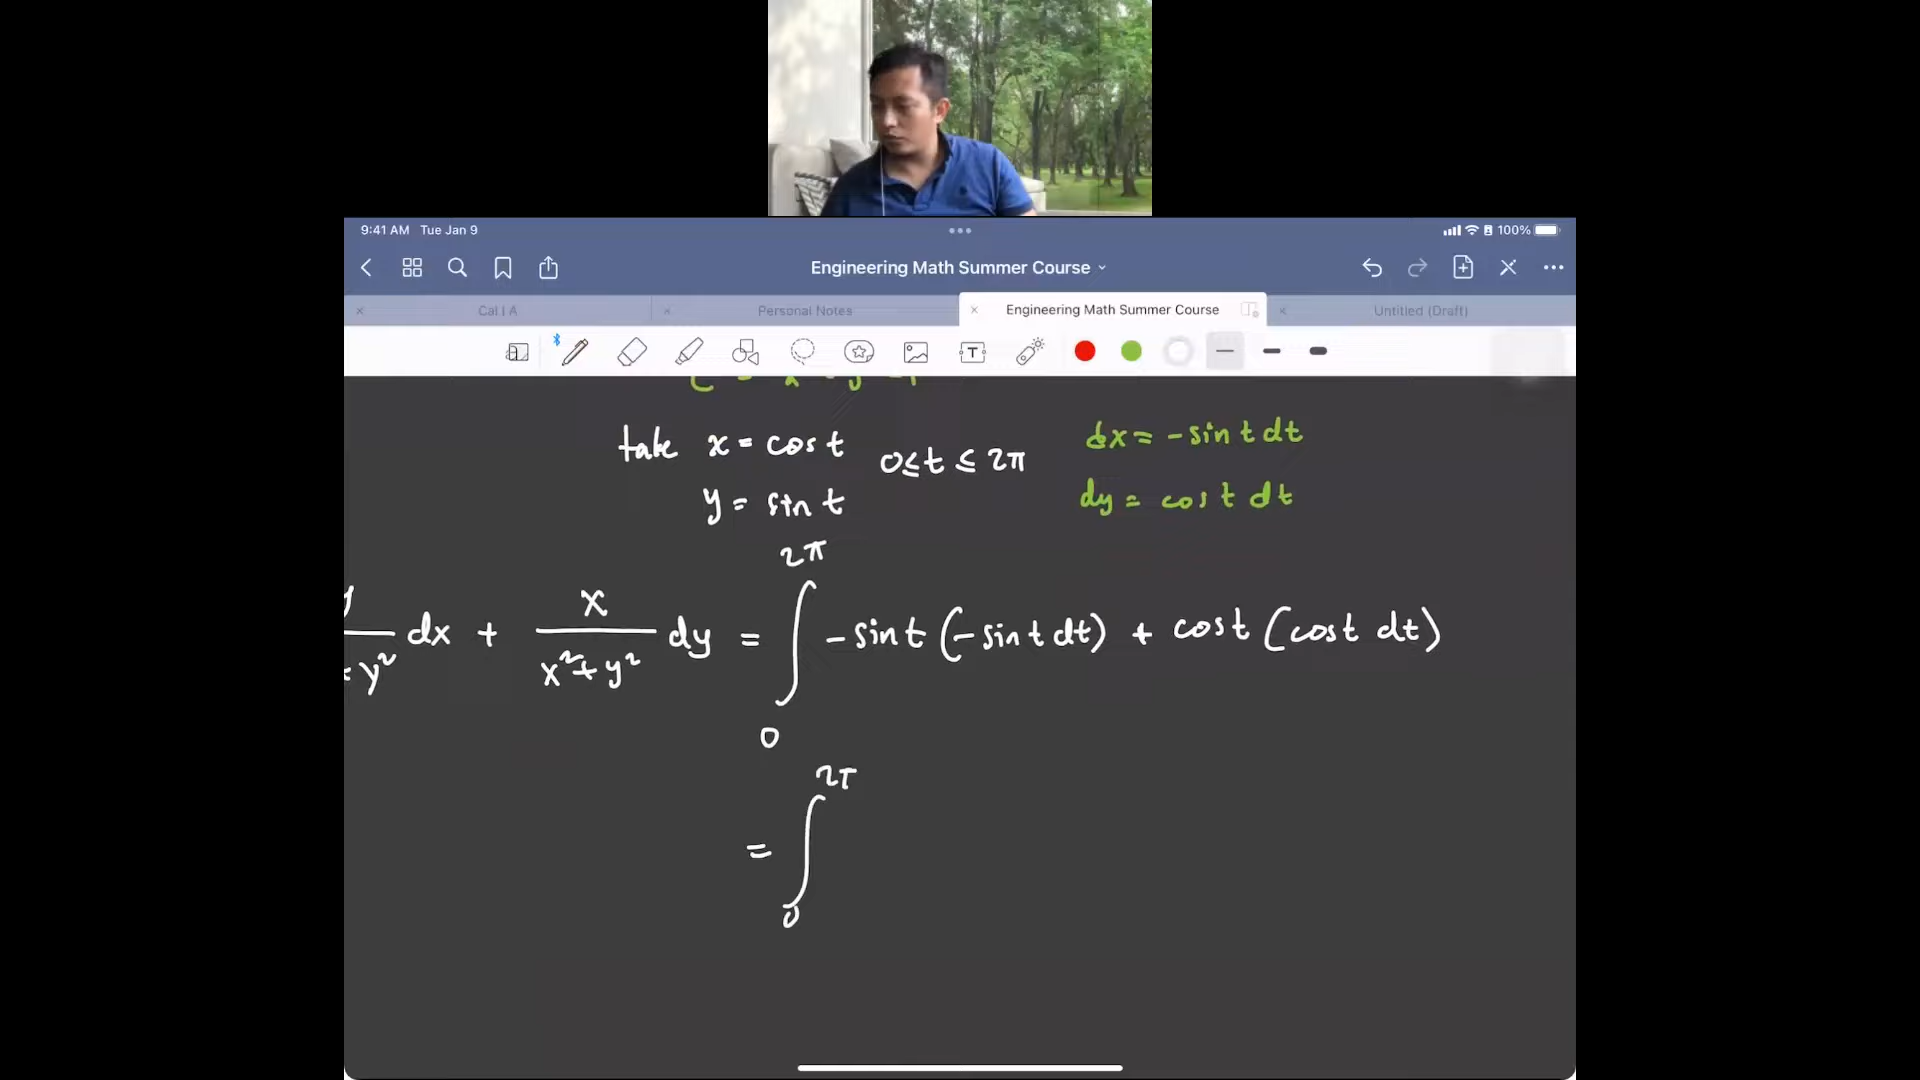 9:41 AM Tue Jan 9
100%
Engineering Math Summer Course
Cal I A
Personal Notes
Engineering Math Summer Course
Untitled (Draft)
T
take x = cos t 0 ≤ t ≤ 2π dx = -sin t dt
y = sin t dy = cos t dt
2π
y² dx + x / x²+y² dy = ∫ -sin t (-sin t dt) + cos t (cos t dt)
0
2π
= ∫
0